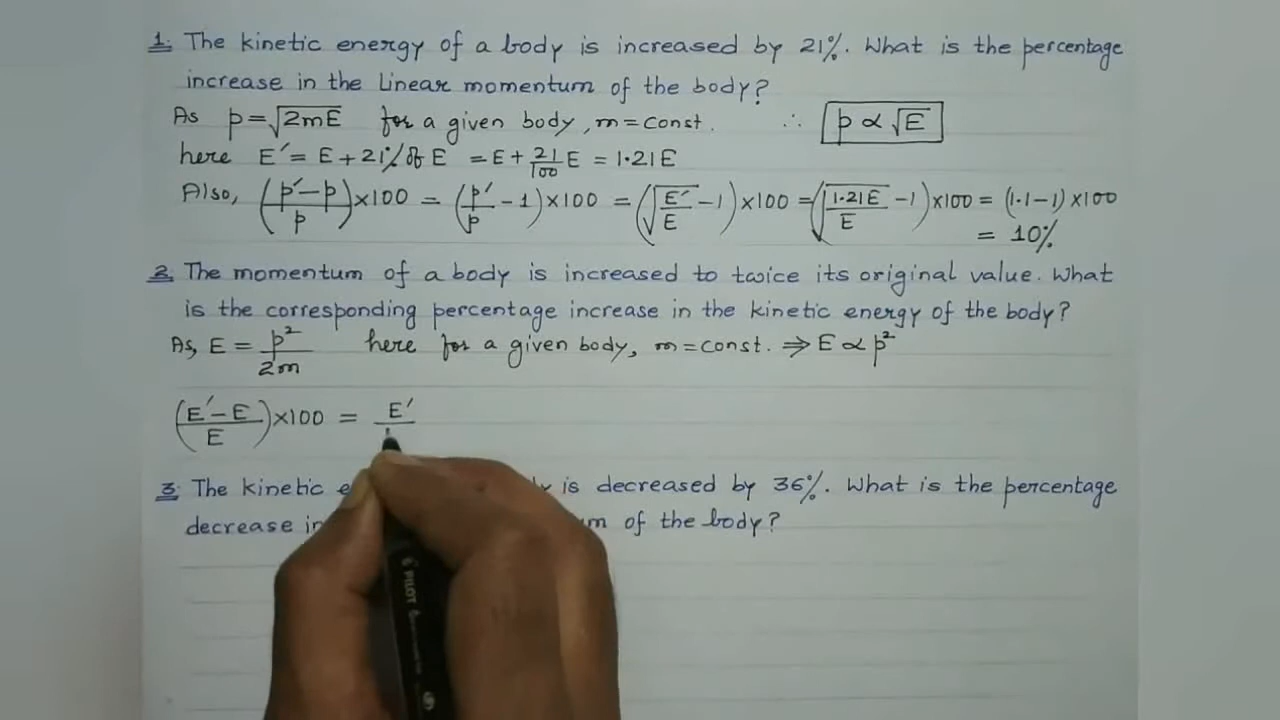 1. The kinetic energy of a body is increased by 21%. What is the percentage
increase in the Linear momentum of the body?
As p = √2mE for a given body, m = const. ∴ p ∝ √E
here E′ = E + 21% of E = E + 21/100 E = 1.21E
Also, (p′ − p / p) × 100 = (p′/p − 1) × 100 = (√E′/E − 1) × 100 = (√1.21E/E − 1) × 100 = (1.1 − 1) × 100
= 10%
2. The momentum of a body is increased to twice its original value. What
is the corresponding percentage increase in the kinetic energy of the body?
As, E = p²/2m here for a given body, m = const. ⇒ E ∝ p²
(E′ − E / E) × 100 = E′
3. The kinetic is decreased by 36%. What is the percentage
decrease in of the body?
PILOT